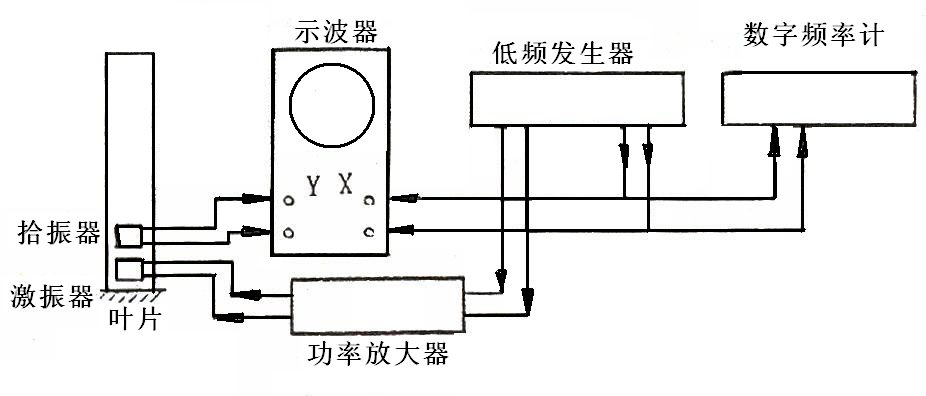 示波器
低频发生器
数字频率计
Y X
拾振器
激振器
叶片
功率放大器